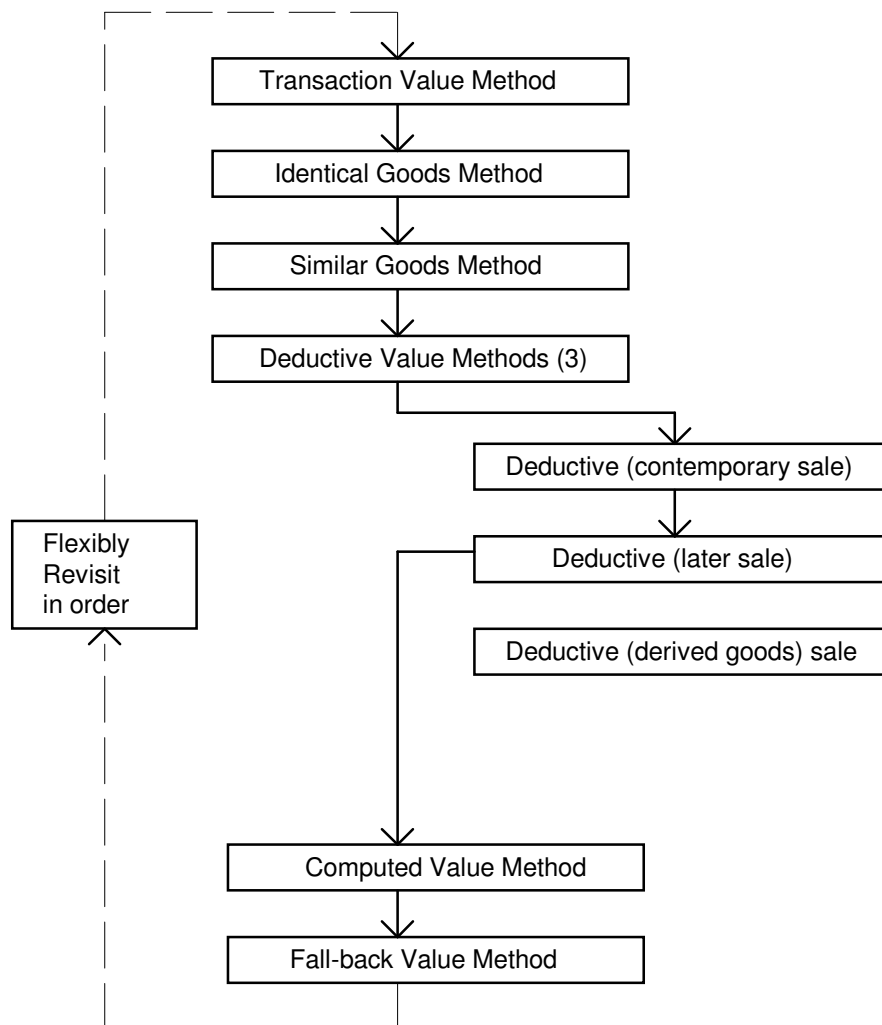 Transaction Value Method
Identical Goods Method
Similar Goods Method
Deductive Value Methods (3)
Deductive (contemporary sale)
Flexibly
Revisit
in order
Deductive (later sale)
Deductive (derived goods) sale
Computed Value Method
Fall-back Value Method